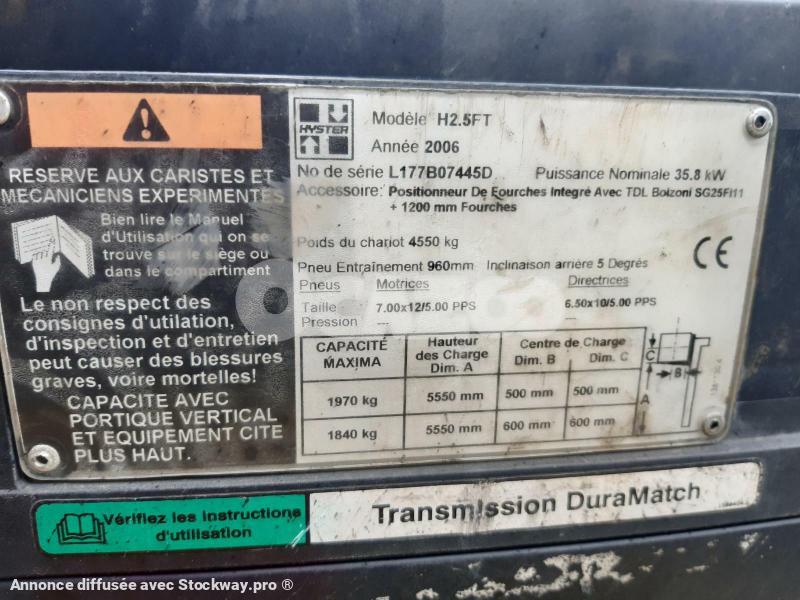 RESERVE AUX CARISTES ET
MECANICIENS EXPERIMENTES
Bien lire le Manuel
d'Utilisation qui on se
trouve sur le siége ou
dans le compartiment
Le non respect des
consignes d'utilation,
d'inspection et d'entretien
peut causer des blessures
graves, voire mortelles!
CAPACITE AVEC
PORTIQUE VERTICAL
ET EQUIPEMENT CITE
PLUS HAUT.
HYSTER
Modèle H2.5FT
Année 2006
No de série L177B07445D Puissance Nominale 35.8 kW
Accessoire: Positionneur De Fourches Integré Avec TDL Bolzoni SG25FI11
+ 1200 mm Fourches
Poids du chariot 4550 kg
CE
Pneu Entraînement 960mm Inclinaison arrière 5 Degrés
Pneus Motrices Directrices
Taille 7.00x12/5.00 PPS 6.50x10/5.00 PPS
Pression ---
CAPACITÉ MAXIMA Hauteur des Charge Dim. A Centre de Charge Dim. B Dim. C
1970 kg 5550 mm 500 mm 500 mm
1840 kg 5550 mm 600 mm 600 mm
C
B
A
Vérifiez les instructions
d'utilisation
Transmission DuraMatch
Annonce diffusée avec Stockway.pro ®